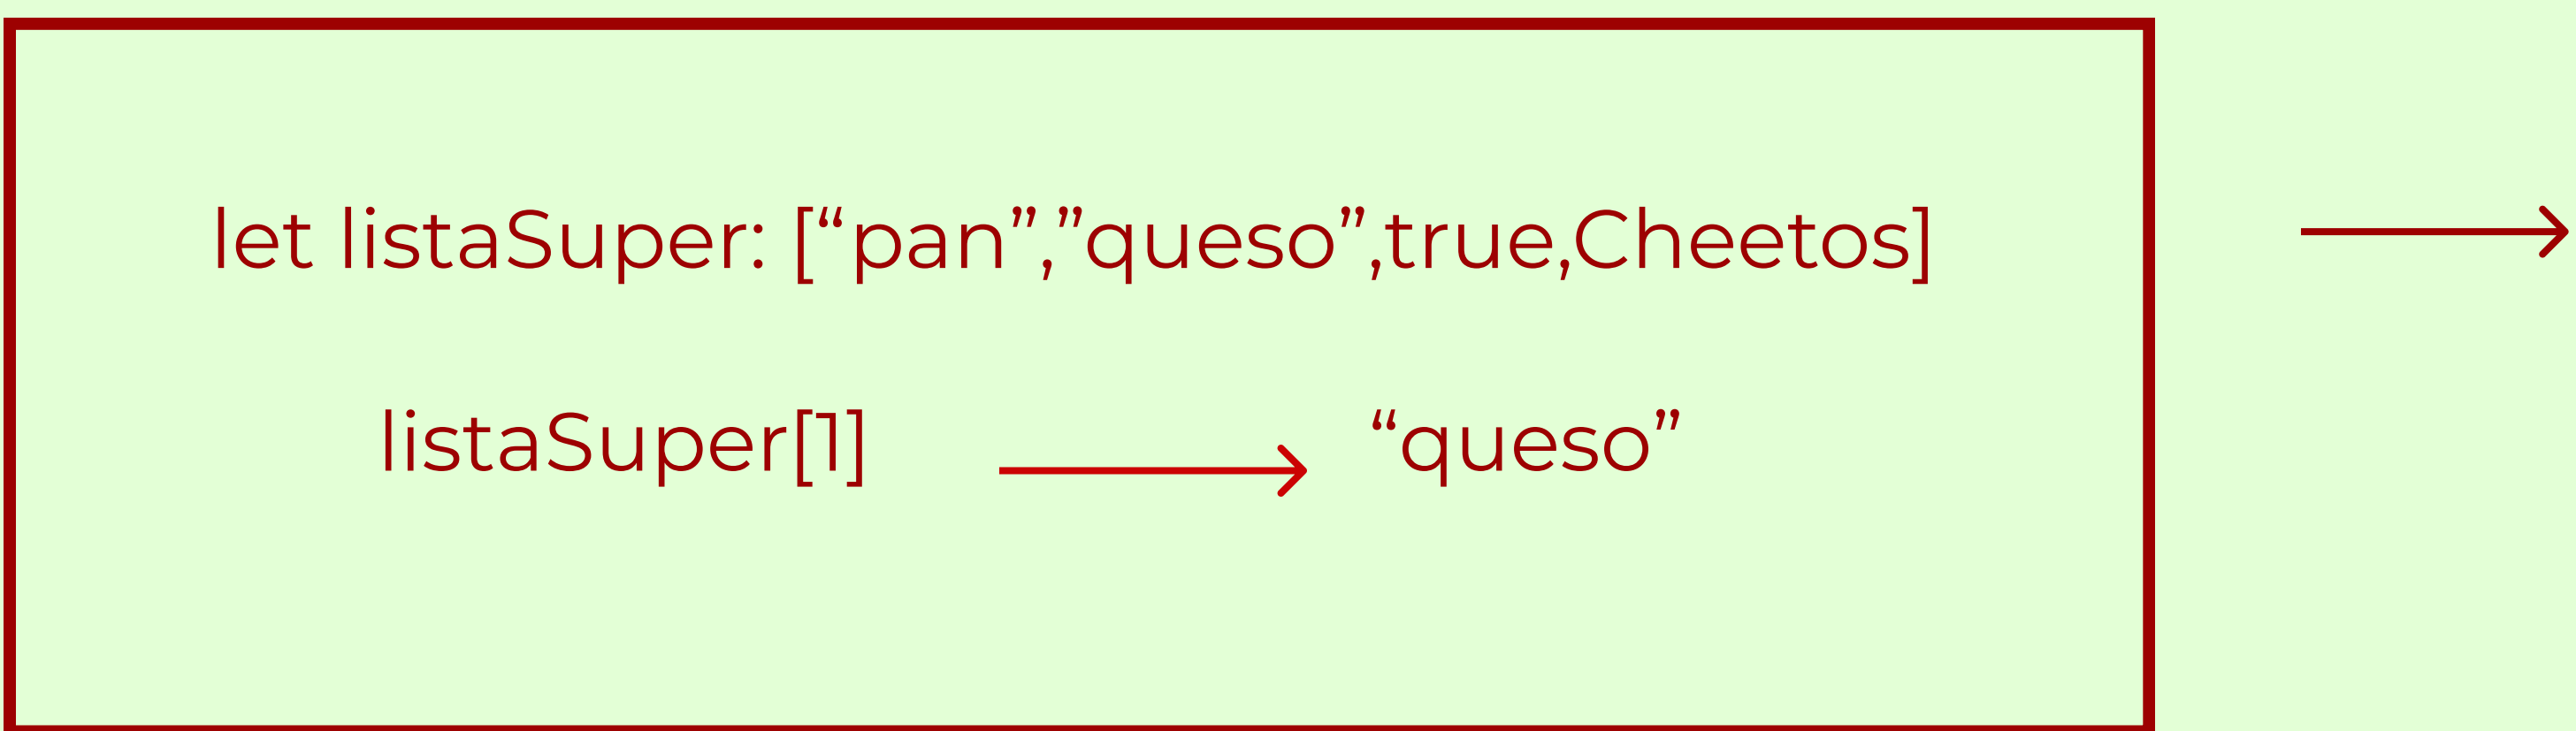 let listaSuper: [“pan”,”queso”,true,Cheetos]
listaSuper[1] “queso”